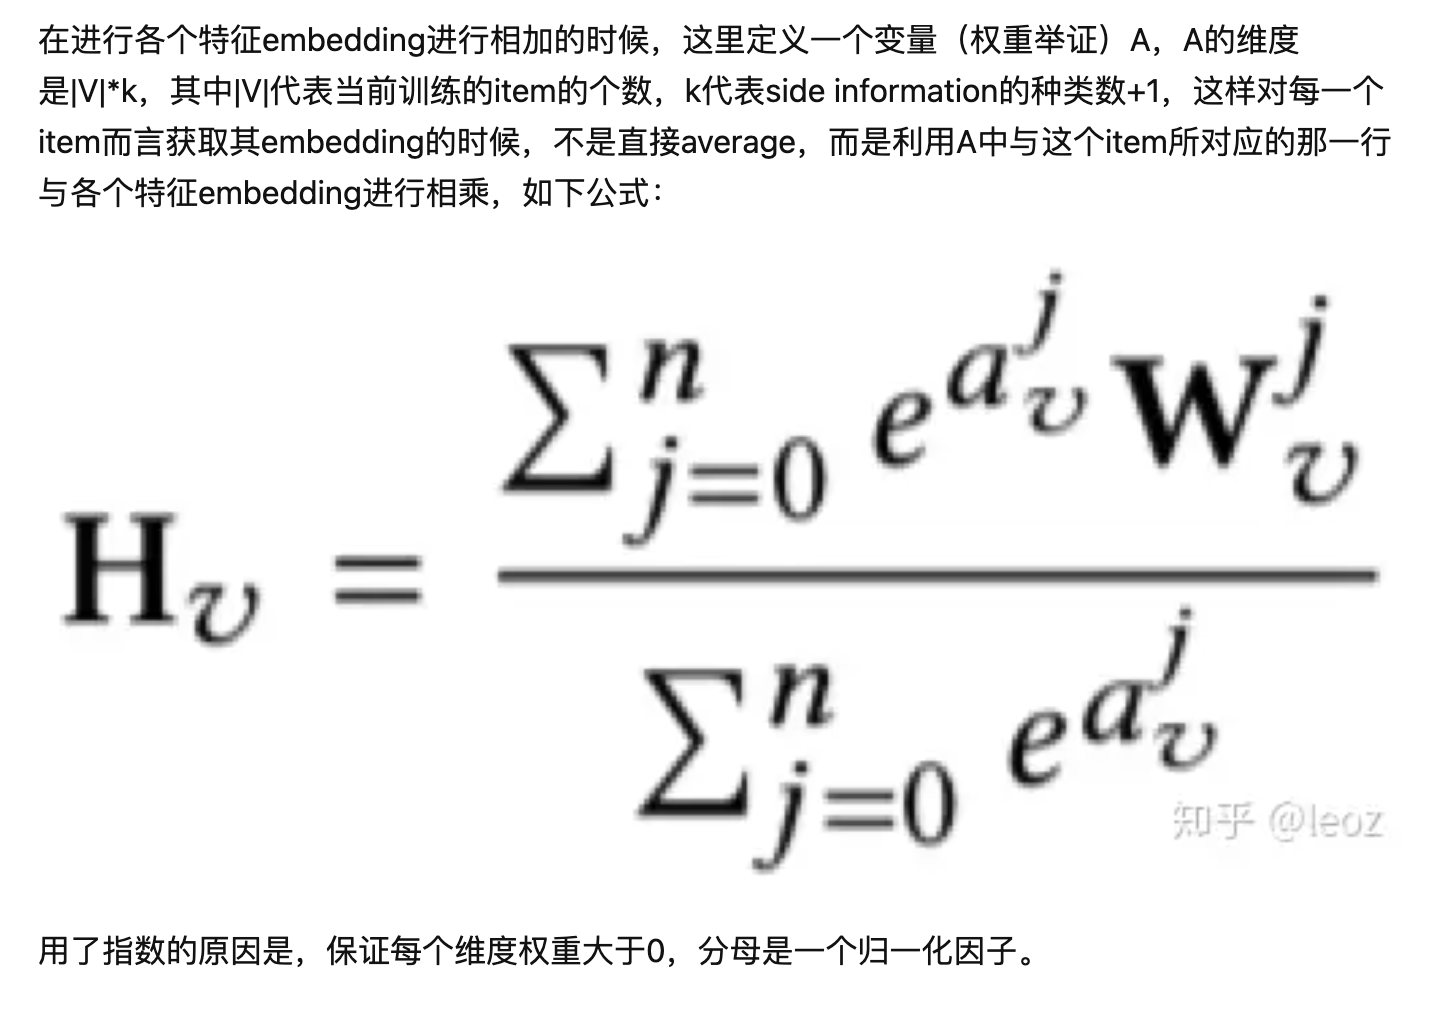 在进行各个特征embedding进行相加的时候，这里定义一个变量（权重举证）A，A的维度
是|V|*k，其中|V|代表当前训练的item的个数，k代表side information的种类数+1，这样对每一个
item而言获取其embedding的时候，不是直接average，而是利用A中与这个item所对应的那一行
与各个特征embedding进行相乘，如下公式：
H_v = \frac{\sum_{j=0}^{n} e^{a_v^j} W_v^j}{\sum_{j=0}^{n} e^{a_v^j}}
知乎 @leoz
用了指数的原因是，保证每个维度权重大于0，分母是一个归一化因子。